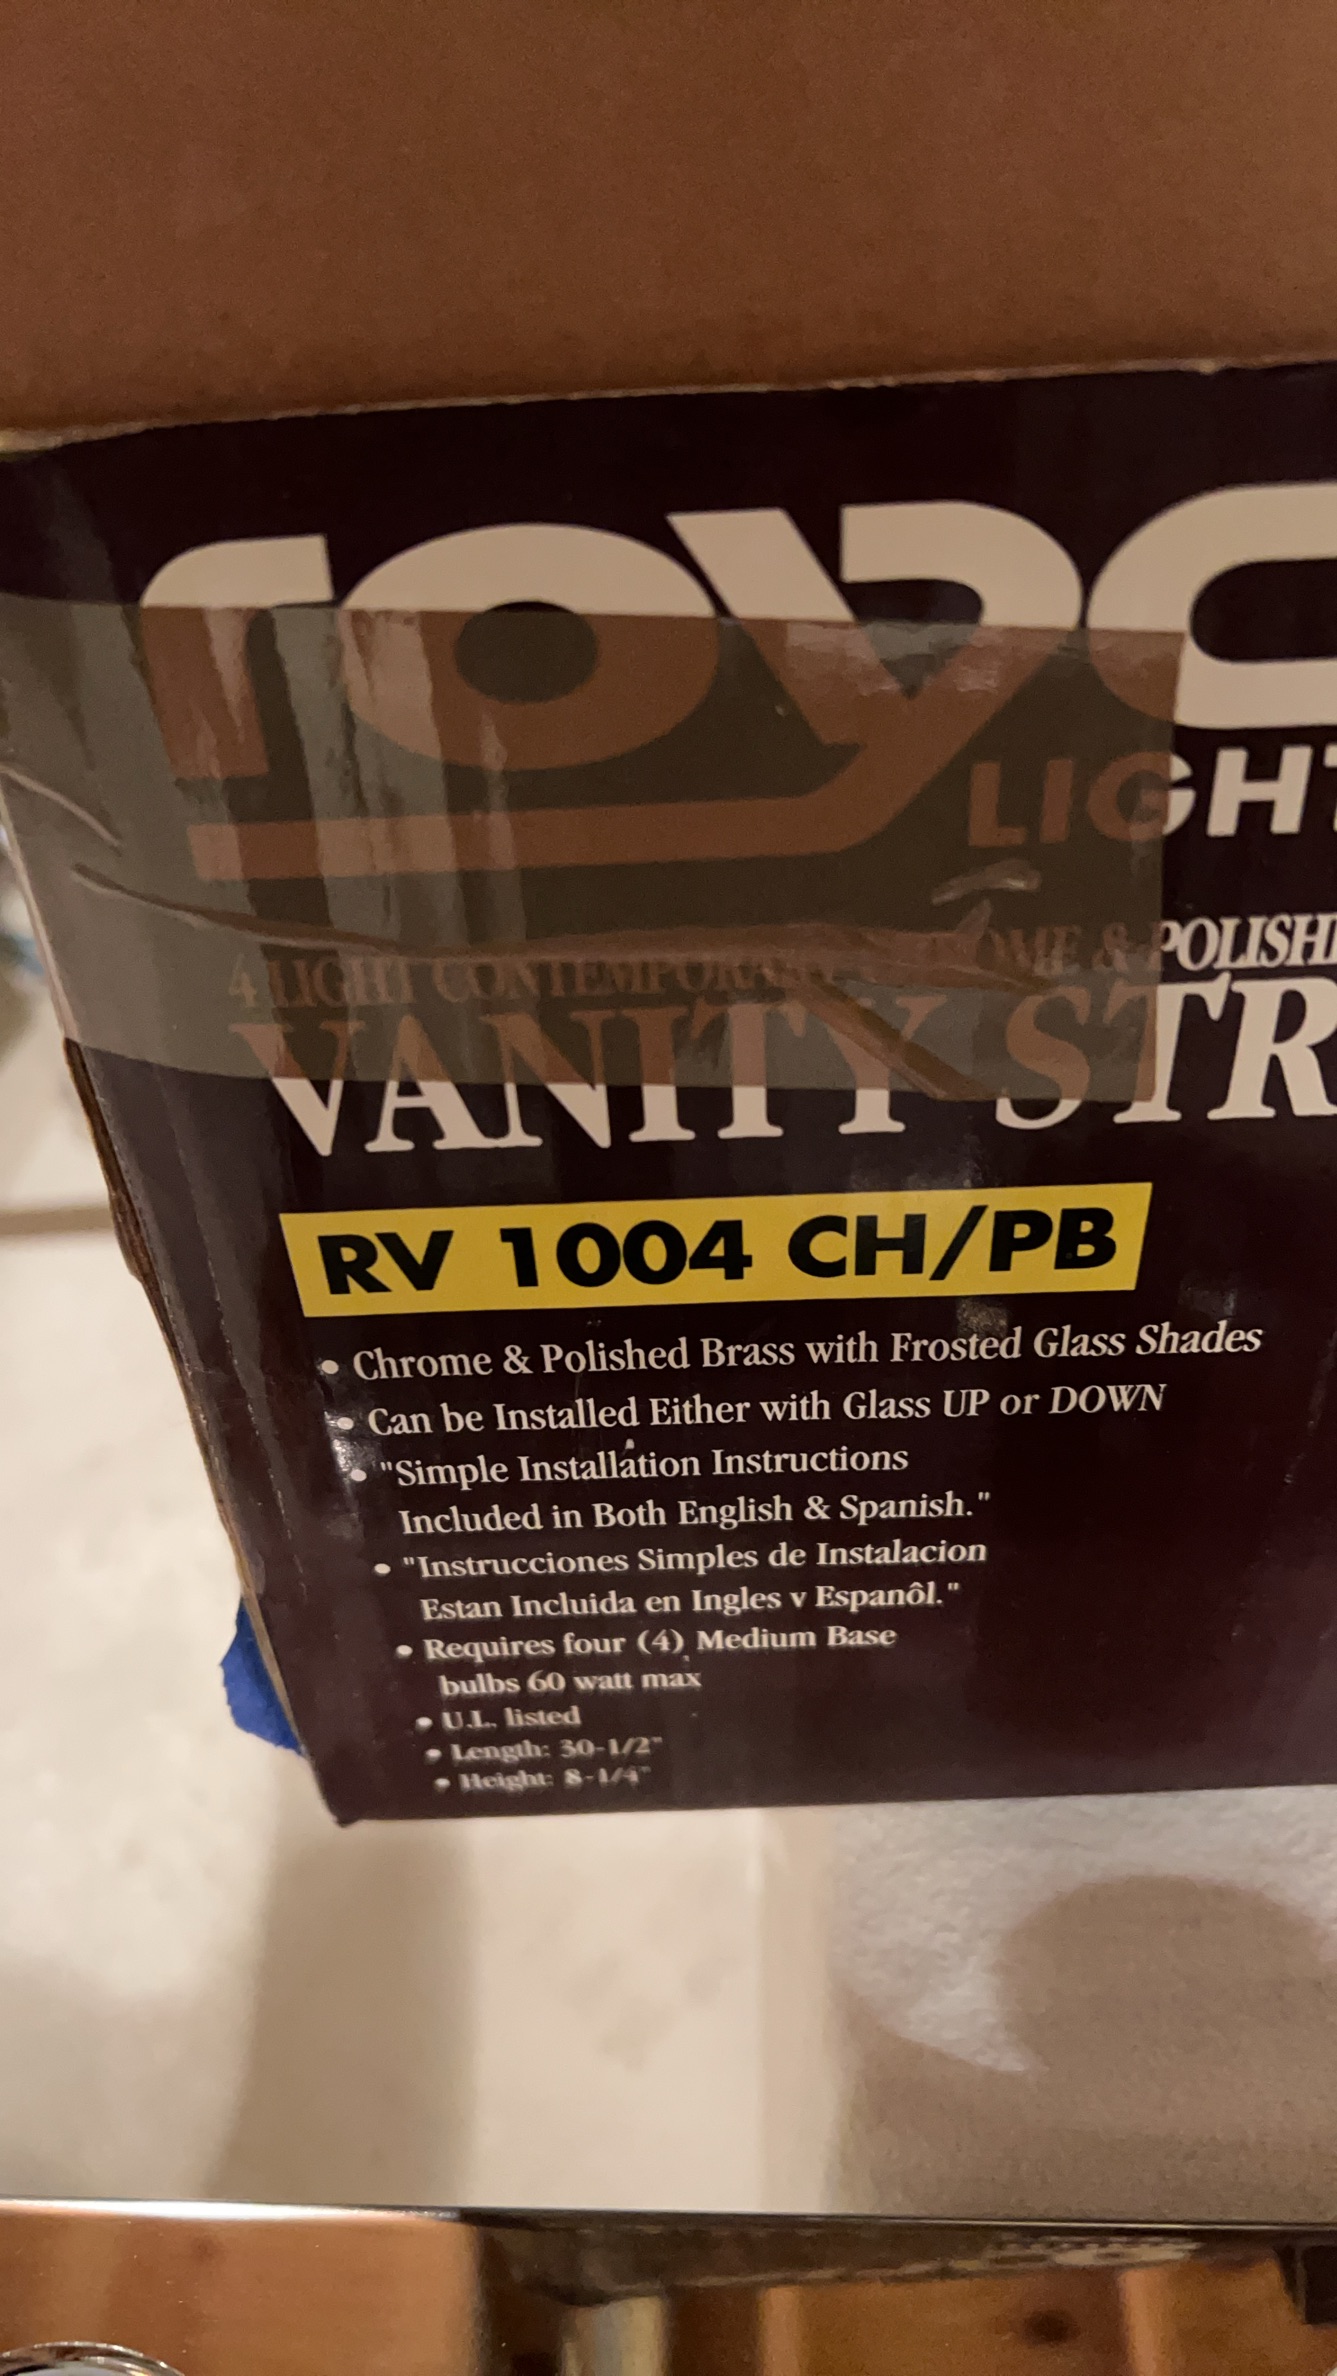 LIGHT
4 LIGHT CONTEMPORARY CHROME & POLISH
VANITY STR
RV 1004 CH/PB
• Chrome & Polished Brass with Frosted Glass Shades
• Can be Installed Either with Glass UP or DOWN
• "Simple Installation Instructions
Included in Both English & Spanish."
• "Instrucciones Simples de Instalacion
Estan Incluida en Ingles v Espanôl."
• Requires four (4) Medium Base
bulbs 60 watt max
• U.L. listed
• Length: 30-1/2"
• Height: 8-1/4"